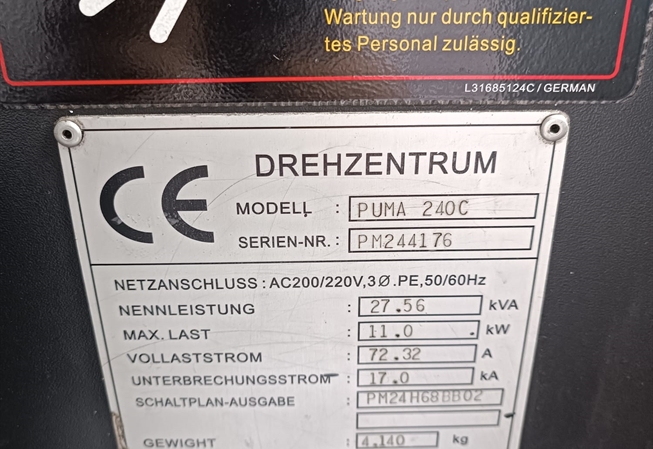 Wartung nur durch qualifizier-
tes Personal zulässig.
L31685124C / GERMAN
CE
DREHZENTRUM
MODELL : PUMA 240C
SERIEN-NR. : PM244176
NETZANSCHLUSS : AC200/220V,3Ø.PE,50/60Hz
NENNLEISTUNG : 27.56 kVA
MAX. LAST : 11.0 kW
VOLLASTSTROM : 72.32 A
UNTERBRECHUNGSSTROM : 17.0 kA
SCHALTPLAN-AUSGABE : PM24H68BB02
GEWIGHT : 4,140 kg